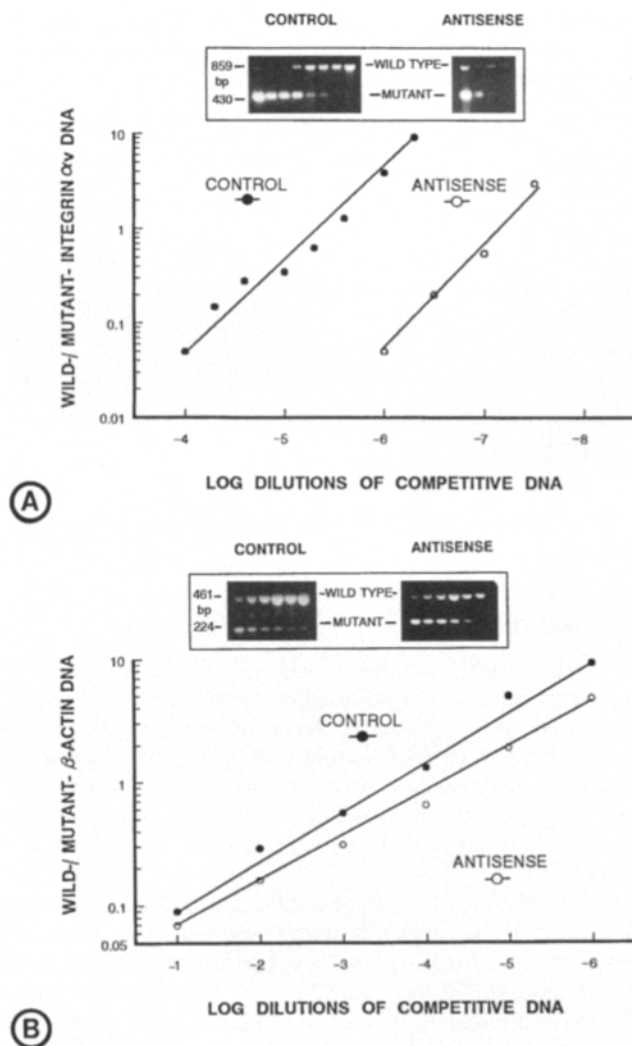 CONTROL ANTISENSE
859 – –WILD TYPE–
bp
430 – –MUTANT–
10
CONTROL ANTISENSE
1
0.1
0.01
-4 -5 -6 -7 -8
WILD-/ MUTANT- INTEGRIN αv DNA
LOG DILUTIONS OF COMPETITIVE DNA
A
CONTROL ANTISENSE
461– –WILD TYPE–
bp
224– –MUTANT–
10
CONTROL
1
ANTISENSE
0.1
0.05
-1 -2 -3 -4 -5 -6
WILD-/ MUTANT- β-ACTIN DNA
LOG DILUTIONS OF COMPETITIVE DNA
B